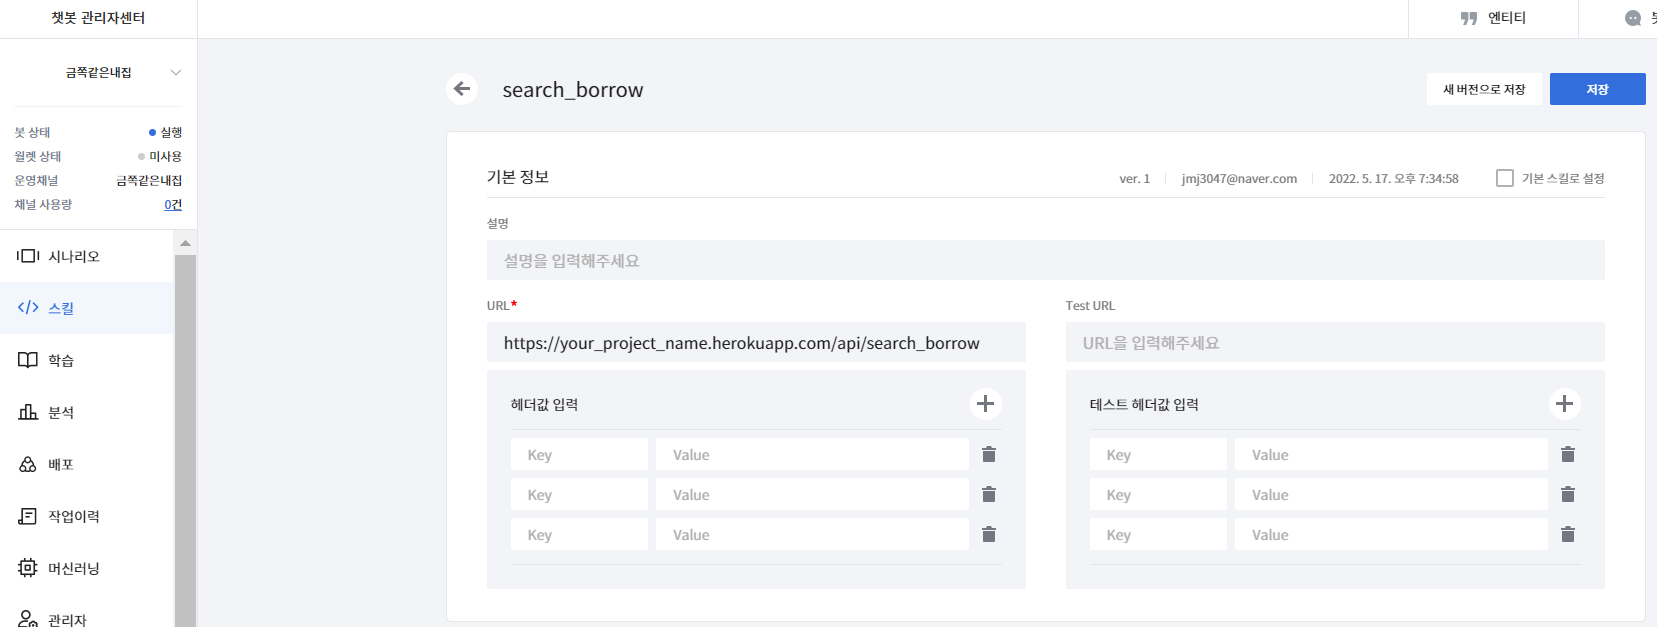 챗봇 관리자센터
엔티티
금쪽같은내집
봇 상태 실행
월렛 상태 미사용
운영채널 금쪽같은내집
채널 사용량 0건
시나리오
스킬
학습
분석
배포
작업이력
머신러닝
관리자
search_borrow
새 버전으로 저장
저장
기본 정보
ver. 1
jmj3047@naver.com
2022. 5. 17. 오후 7:34:58
기본 스킬로 설정
설명
설명을 입력해주세요
URL*
https://your_project_name.herokuapp.com/api/search_borrow
헤더값 입력
Key Value
Key Value
Key Value
Test URL
URL을 입력해주세요
테스트 헤더값 입력
Key Value
Key Value
Key Value